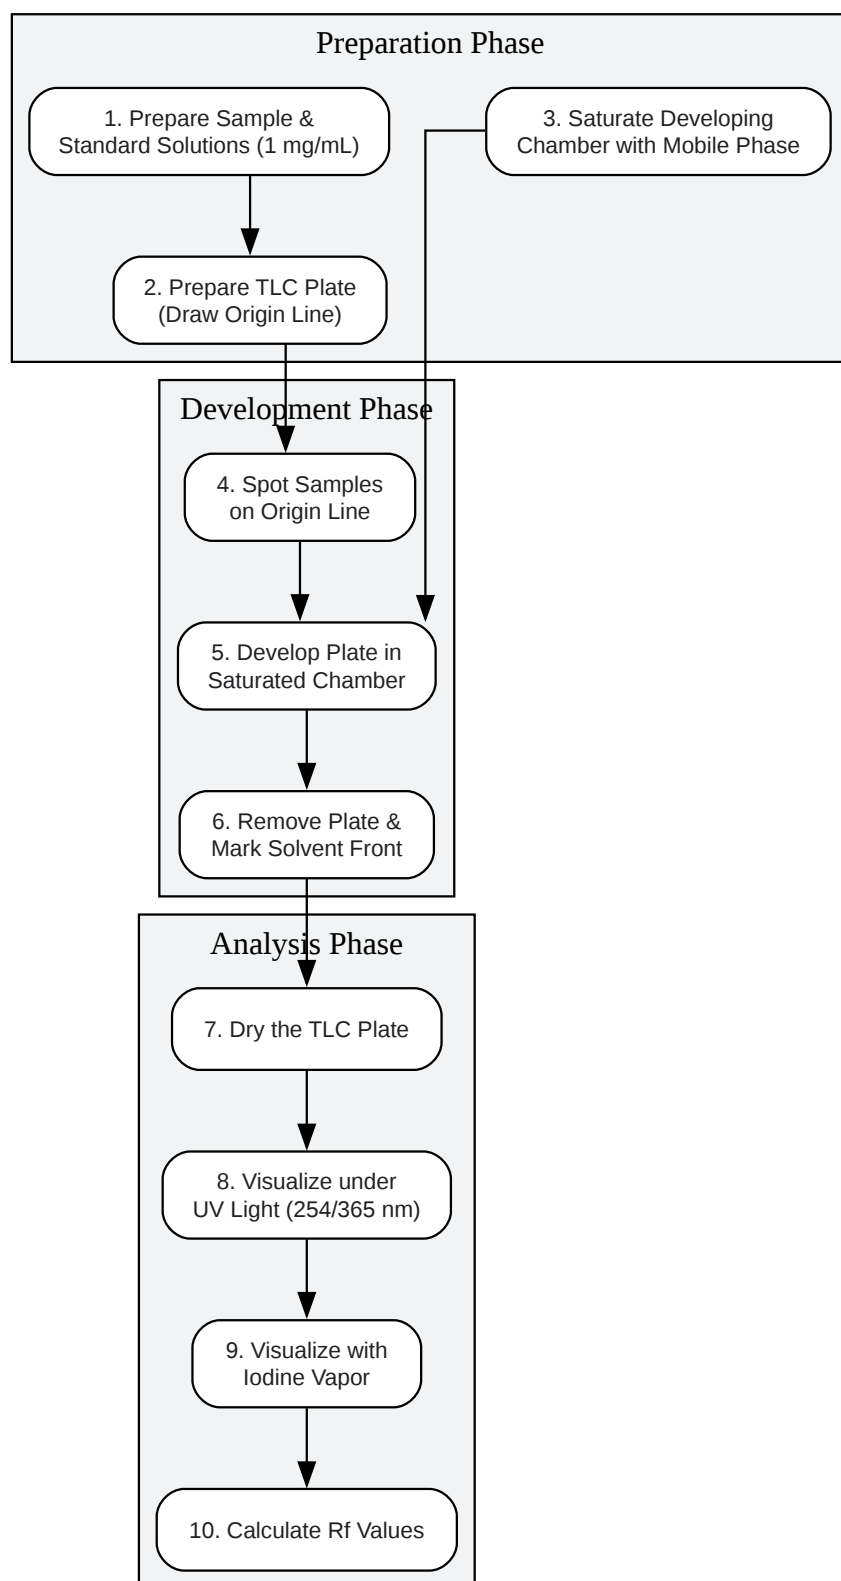 Preparation Phase
1. Prepare Sample &
Standard Solutions (1 mg/mL)
3. Saturate Developing
Chamber with Mobile Phase
2. Prepare TLC Plate
(Draw Origin Line)
Development Phase
4. Spot Samples
on Origin Line
5. Develop Plate in
Saturated Chamber
6. Remove Plate &
Mark Solvent Front
Analysis Phase
7. Dry the TLC Plate
8. Visualize under
UV Light (254/365 nm)
9. Visualize with
Iodine Vapor
10. Calculate Rf Values